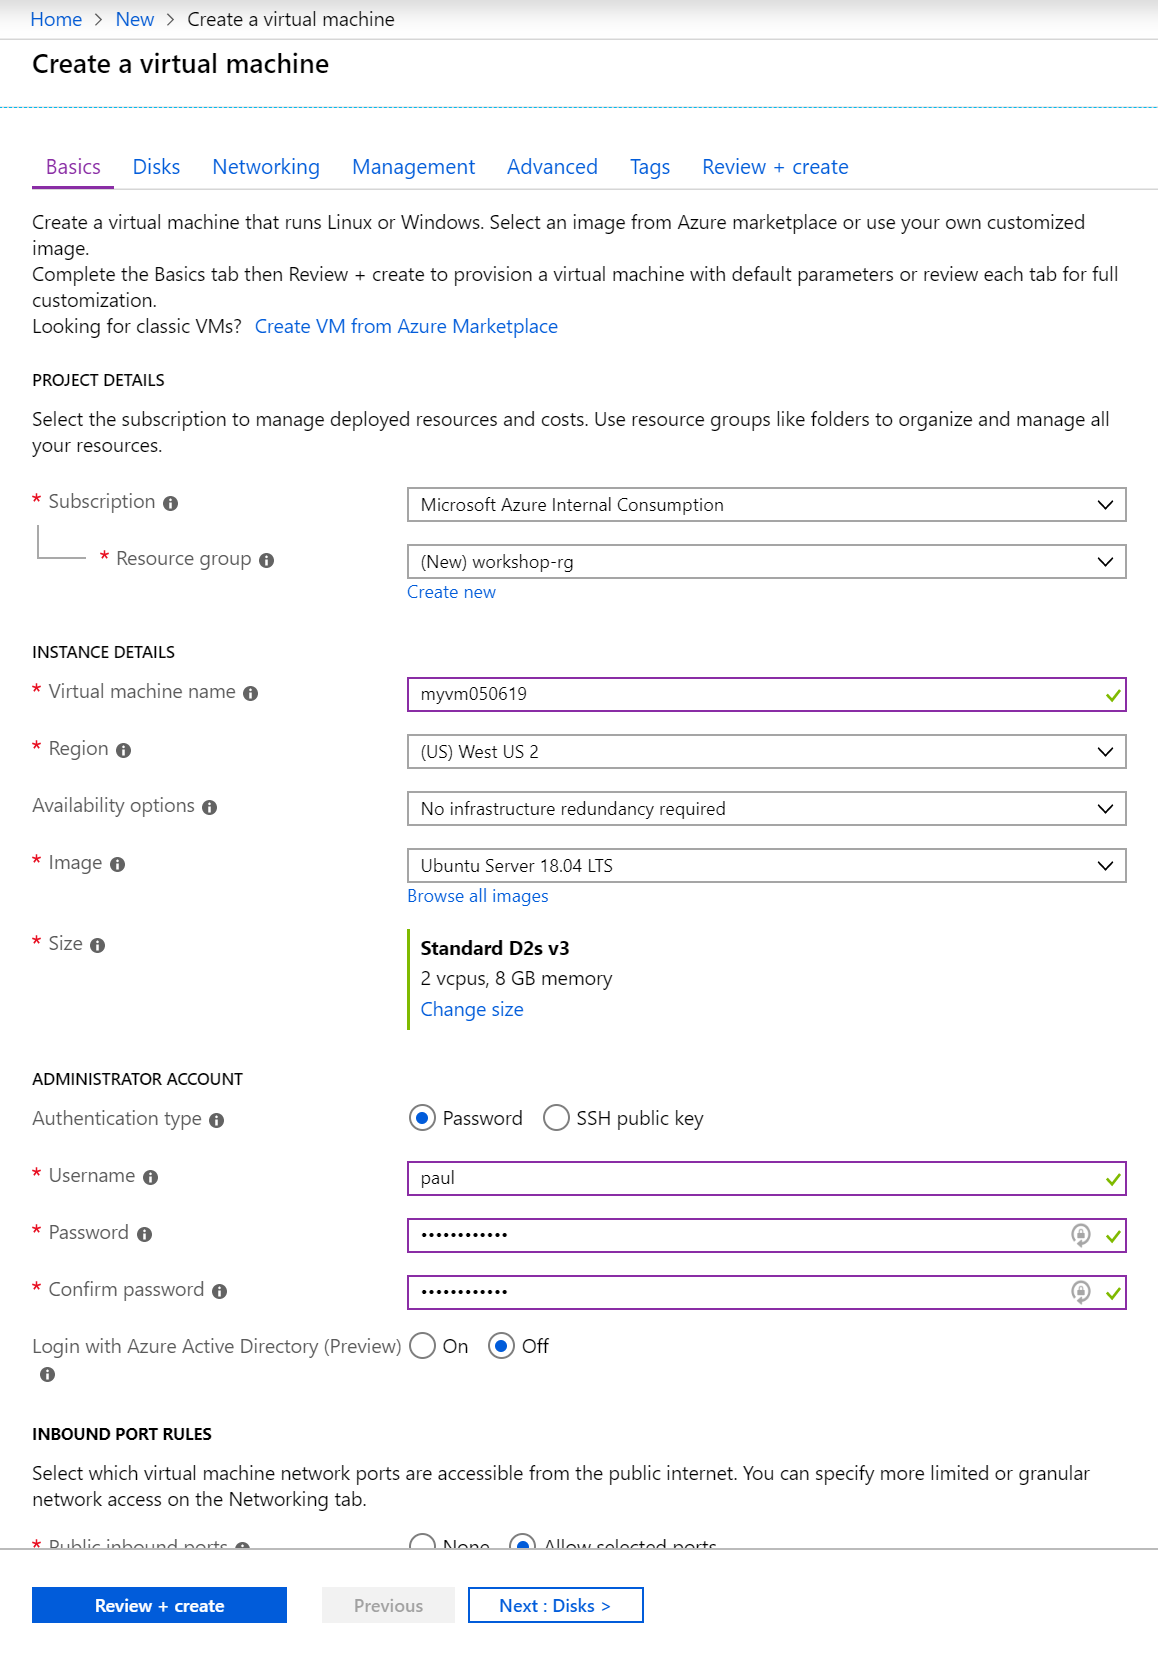 Home > New > Create a virtual machine
Create a virtual machine
Basics Disks Networking Management Advanced Tags Review + create
Create a virtual machine that runs Linux or Windows. Select an image from Azure marketplace or use your own customized
image.
Complete the Basics tab then Review + create to provision a virtual machine with default parameters or review each tab for full
customization.
Looking for classic VMs? Create VM from Azure Marketplace
PROJECT DETAILS
Select the subscription to manage deployed resources and costs. Use resource groups like folders to organize and manage all
your resources.
* Subscription Microsoft Azure Internal Consumption
* Resource group (New) workshop-rg
Create new
INSTANCE DETAILS
* Virtual machine name myvm050619
* Region (US) West US 2
Availability options No infrastructure redundancy required
* Image Ubuntu Server 18.04 LTS
Browse all images
* Size Standard D2s v3
2 vcpus, 8 GB memory
Change size
ADMINISTRATOR ACCOUNT
Authentication type Password SSH public key
* Username paul
* Password ••••••••••••
* Confirm password ••••••••••••
Login with Azure Active Directory (Preview) On Off
INBOUND PORT RULES
Select which virtual machine network ports are accessible from the public internet. You can specify more limited or granular
network access on the Networking tab.
* Public inbound ports None Allow selected ports
Review + create Previous Next : Disks >